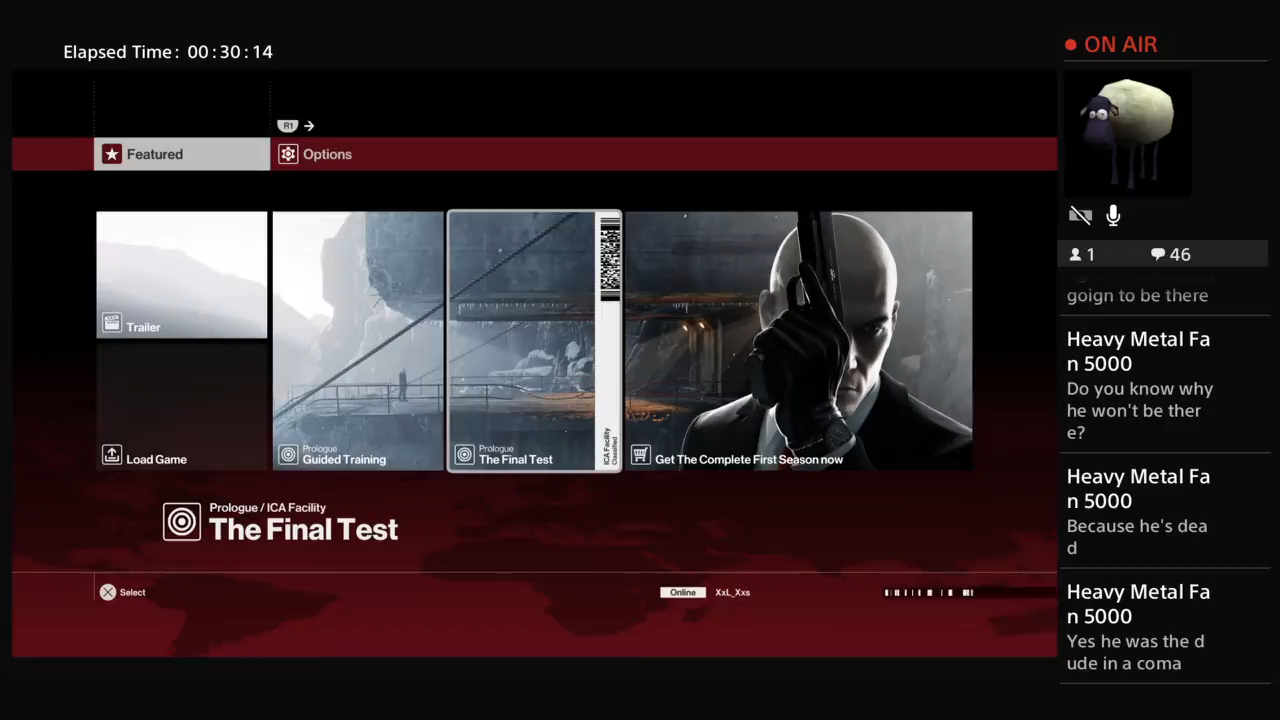 Elapsed Time: 00:30:14
ON AIR
R1
Featured
Options
1
46
goign to be there
Heavy Metal Fa
n 5000
Do you know why
he won't be ther
e?
Heavy Metal Fa
n 5000
Because he's dea
d
Heavy Metal Fa
n 5000
Yes he was the d
ude in a coma
Trailer
Load Game
Prologue
Guided Training
Prologue
The Final Test
ICA Facility
Classified
Get The Complete First Season now
Prologue / ICA Facility
The Final Test
Select
Online
XxL_Xxs